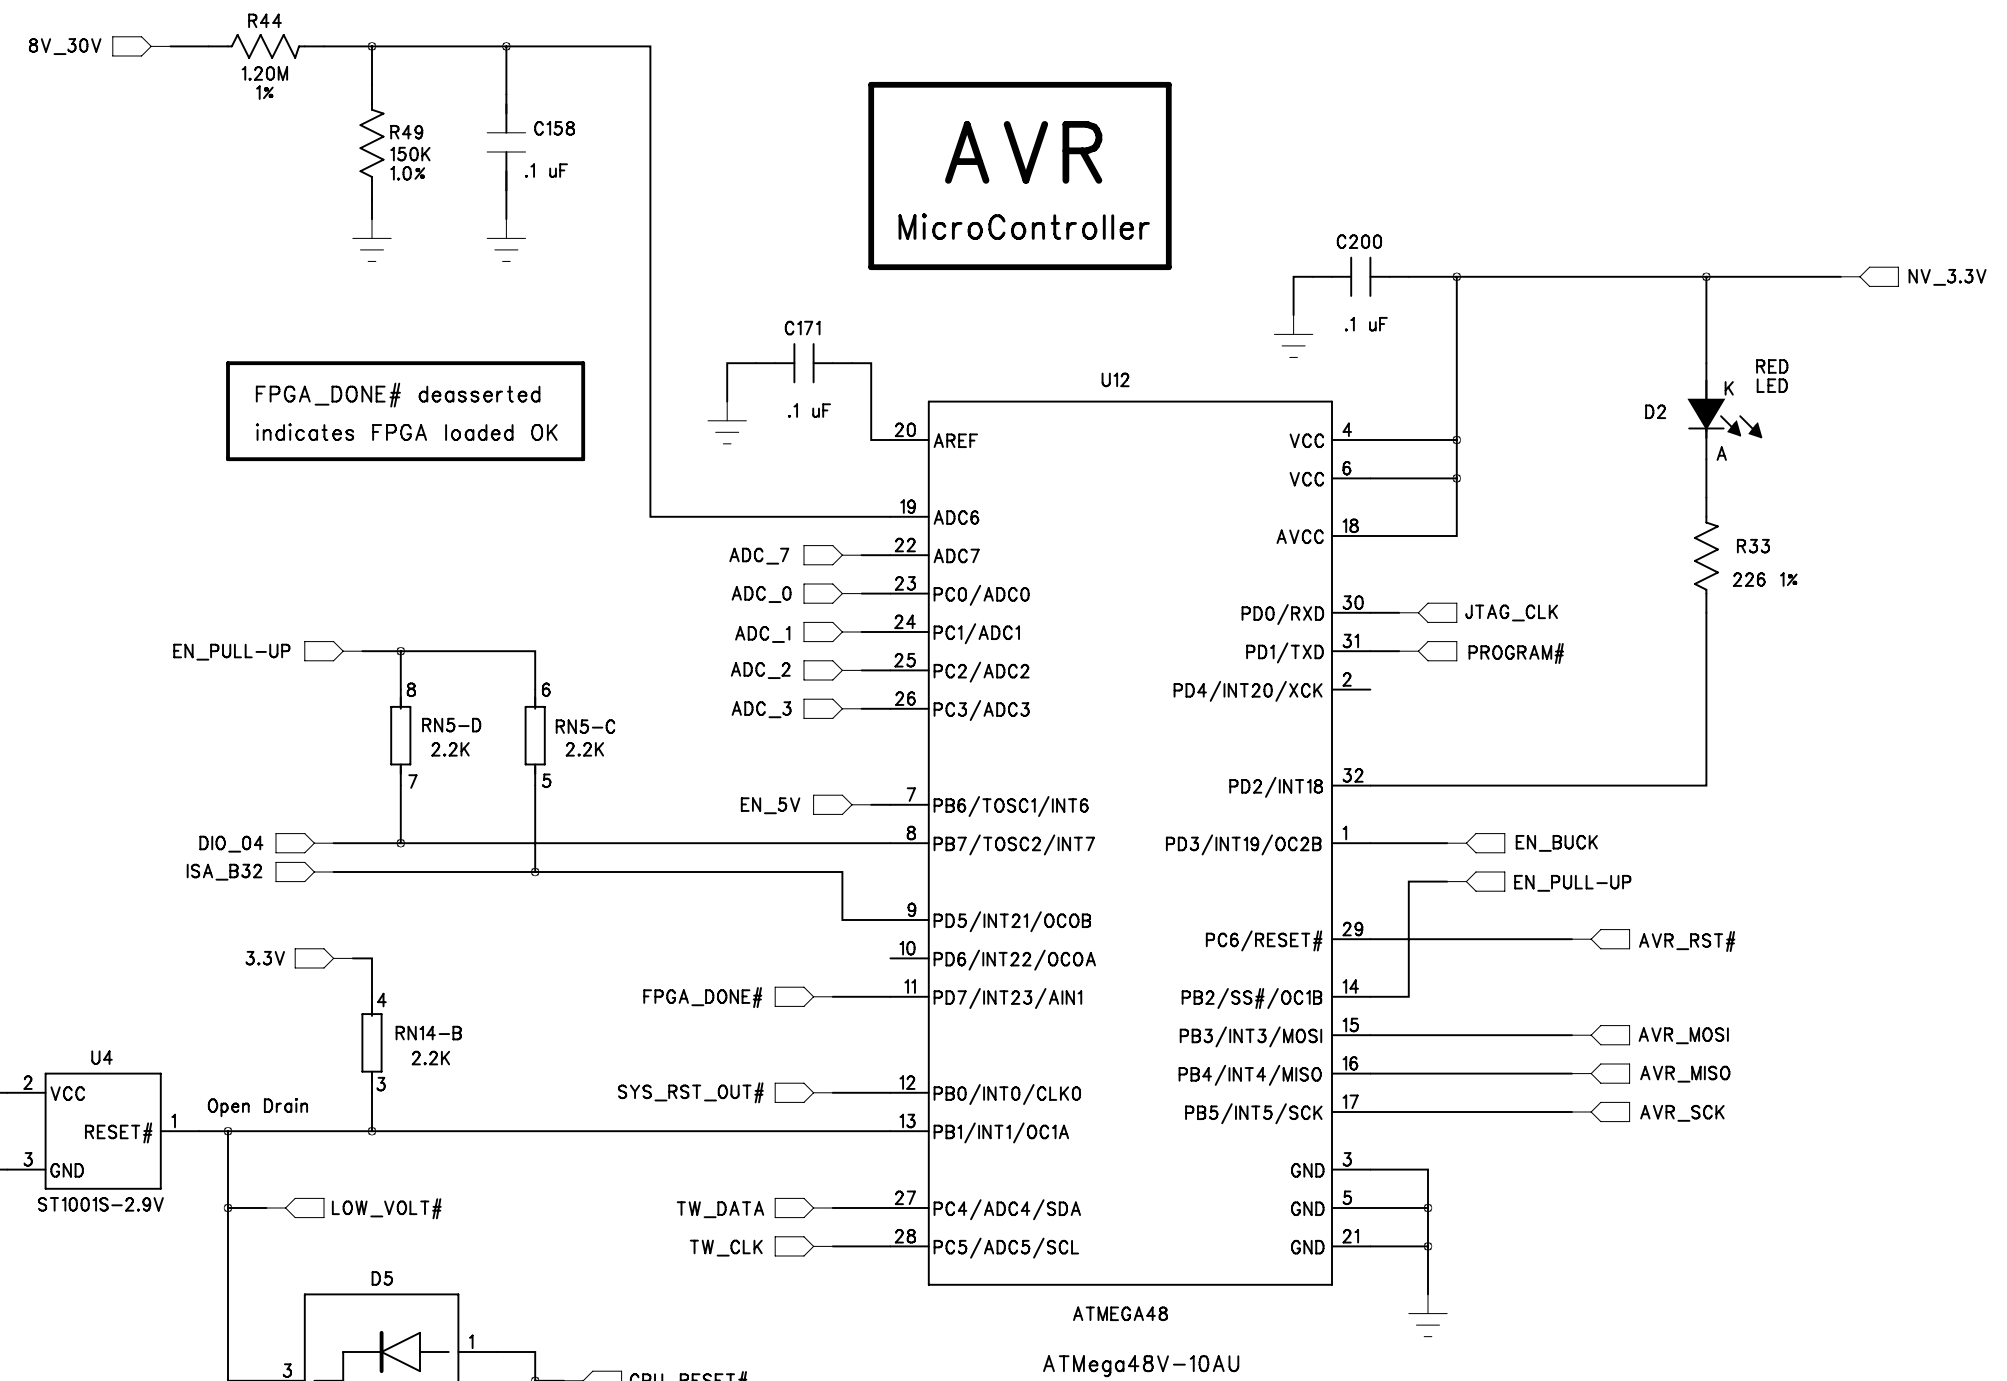 R44
8V_30V
1.20M
1%
R49
150K
1.0%
C158
.1 uF
AVR
MicroController
C200
.1 uF
NV_3.3V
C171
.1 uF
FPGA_DONE# deasserted
indicates FPGA loaded OK
U12
RED
LED
K
D2
A
R33
226 1%
20 AREF
19 ADC6
ADC_7 22 ADC7
ADC_0 23 PC0/ADC0
ADC_1 24 PC1/ADC1
ADC_2 25 PC2/ADC2
ADC_3 26 PC3/ADC3
VCC 4
VCC 6
AVCC 18
PD0/RXD 30 JTAG_CLK
PD1/TXD 31 PROGRAM#
PD4/INT20/XCK 2
PD2/INT18 32
PD3/INT19/OC2B 1 EN_BUCK
EN_PULL-UP
PC6/RESET# 29 AVR_RST#
PB2/SS#/OC1B 14
PB3/INT3/MOSI 15 AVR_MOSI
PB4/INT4/MISO 16 AVR_MISO
PB5/INT5/SCK 17 AVR_SCK
GND 3
GND 5
GND 21
EN_PULL-UP
8
RN5-D
2.2K
7
6
RN5-C
2.2K
5
EN_5V 7 PB6/TOSC1/INT6
DIO_04 8 PB7/TOSC2/INT7
ISA_B32
9 PD5/INT21/OC0B
10 PD6/INT22/OC0A
FPGA_DONE# 11 PD7/INT23/AIN1
3.3V
4
RN14-B
2.2K
3
SYS_RST_OUT# 12 PB0/INT0/CLK0
13 PB1/INT1/OC1A
TW_DATA 27 PC4/ADC4/SDA
TW_CLK 28 PC5/ADC5/SCL
U4
2 VCC
RESET# 1
Open Drain
3 GND
ST1001S-2.9V
LOW_VOLT#
D5
1
3
CPU_RESET#
ATMEGA48
ATMega48V-10AU